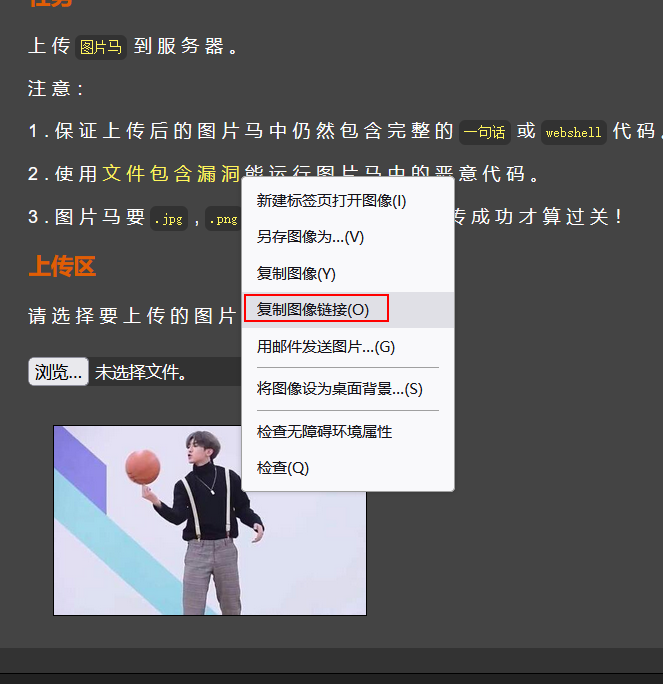 任务
上传 图片马 到服务器。
注意：
1.保证上传后的图片马中仍然包含完整的 一句话 或 webshell 代码。
2.使用文件包含漏洞能运行图片马中的恶意代码。
3.图片马要 .jpg , .png 传成功才算过关!
上传区
请选择要上传的图片
浏览... 未选择文件。
新建标签页打开图像(I)
另存图像为...(V)
复制图像(Y)
复制图像链接(O)
用邮件发送图片...(G)
将图像设为桌面背景...(S)
检查无障碍环境属性
检查(Q)